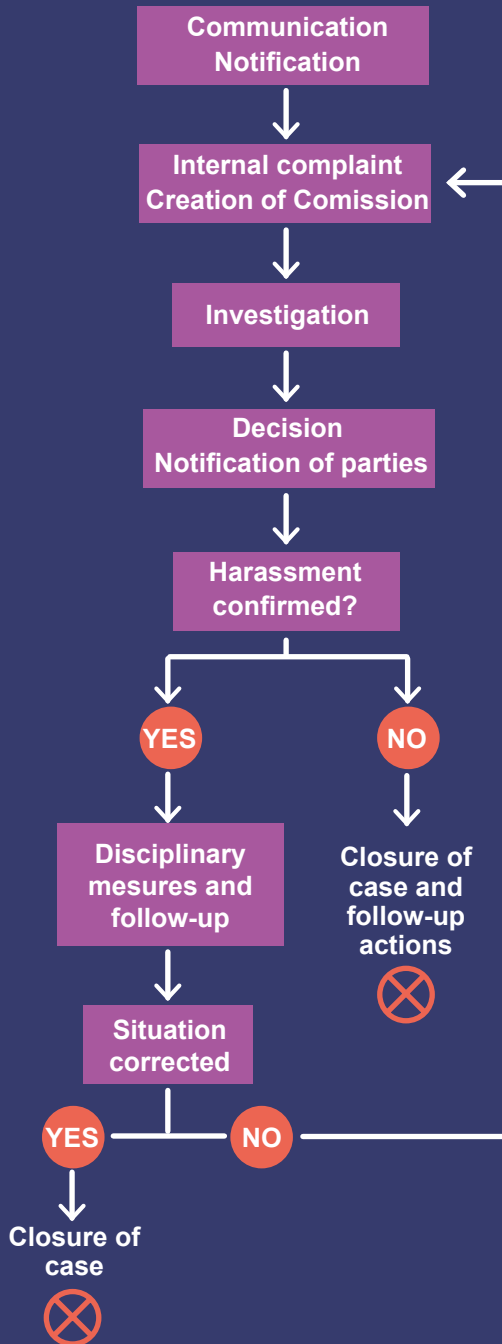 Communication
Notification
Internal complaint
Creation of Comission
Investigation
Decision
Notification of parties
Harassment
confirmed?
YES
NO
Disciplinary
mesures and
follow-up
Closure of
case and
follow-up
actions
Situation
corrected
YES
NO
Closure of
case